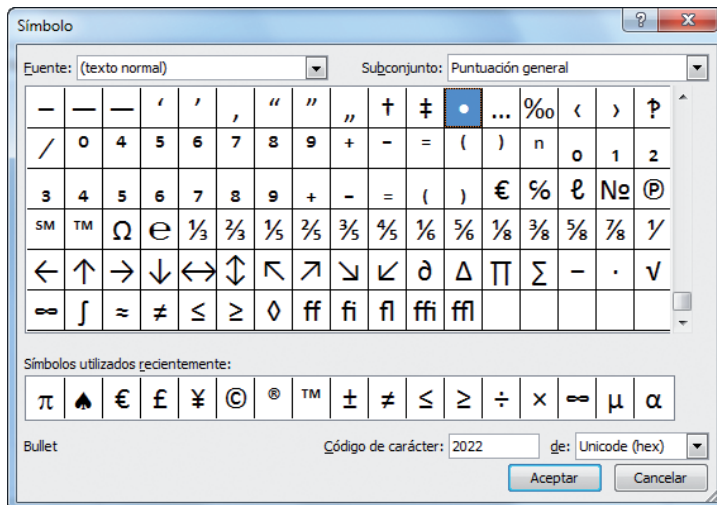 Símbolo
Fuente: (texto normal) Subconjunto: Puntuación general
– — ― ‘ ’ ‚ “ ” „ † ‡ • … ‰ ‹ › ‽
⁄ ⁰ ⁴ ⁵ ⁶ ⁷ ⁸ ⁹ ⁺ ⁻ ⁼ ⁽ ⁾ ⁿ ₀ ₁ ₂
₃ ₄ ₅ ₆ ₇ ₈ ₉ ₊ ₋ ₌ ₍ ₎ € ℅ ℓ № ℗
℠ ™ Ω ℮ ⅓ ⅔ ⅕ ⅖ ⅗ ⅘ ⅙ ⅚ ⅛ ⅜ ⅝ ⅞ ⅟
← ↑ → ↓ ↔ ↕ ↖ ↗ ↘ ↙ ∂ ∆ ∏ ∑ − ∙ √
∞ ∫ ≈ ≠ ≤ ≥ ◊ ff fi fl ffi ffl
Símbolos utilizados recientemente:
π ♠ € £ ¥ © ® ™ ± ≠ ≤ ≥ ÷ × ∞ µ α
Bullet Código de carácter: 2022 de: Unicode (hex)
Aceptar Cancelar